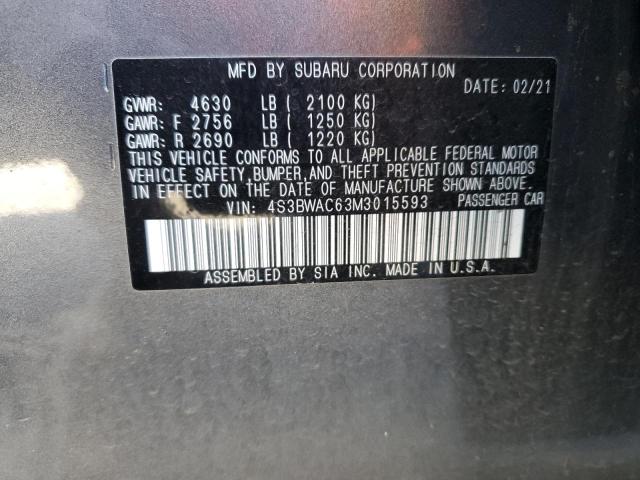 MFD BY SUBARU CORPORATION
DATE: 02/21
GVWR: 4630 LB ( 2100 KG)
GAWR: F 2756 LB ( 1250 KG)
GAWR: R 2690 LB ( 1220 KG)
THIS VEHICLE CONFORMS TO ALL APPLICABLE FEDERAL MOTOR
VEHICLE SAFETY, BUMPER, AND THEFT PREVENTION STANDARDS
IN EFFECT ON THE DATE OF MANUFACTURE SHOWN ABOVE.
VIN: 4S3BWAC63M3015593 PASSENGER CAR
ASSEMBLED BY SIA INC. MADE IN U.S.A.